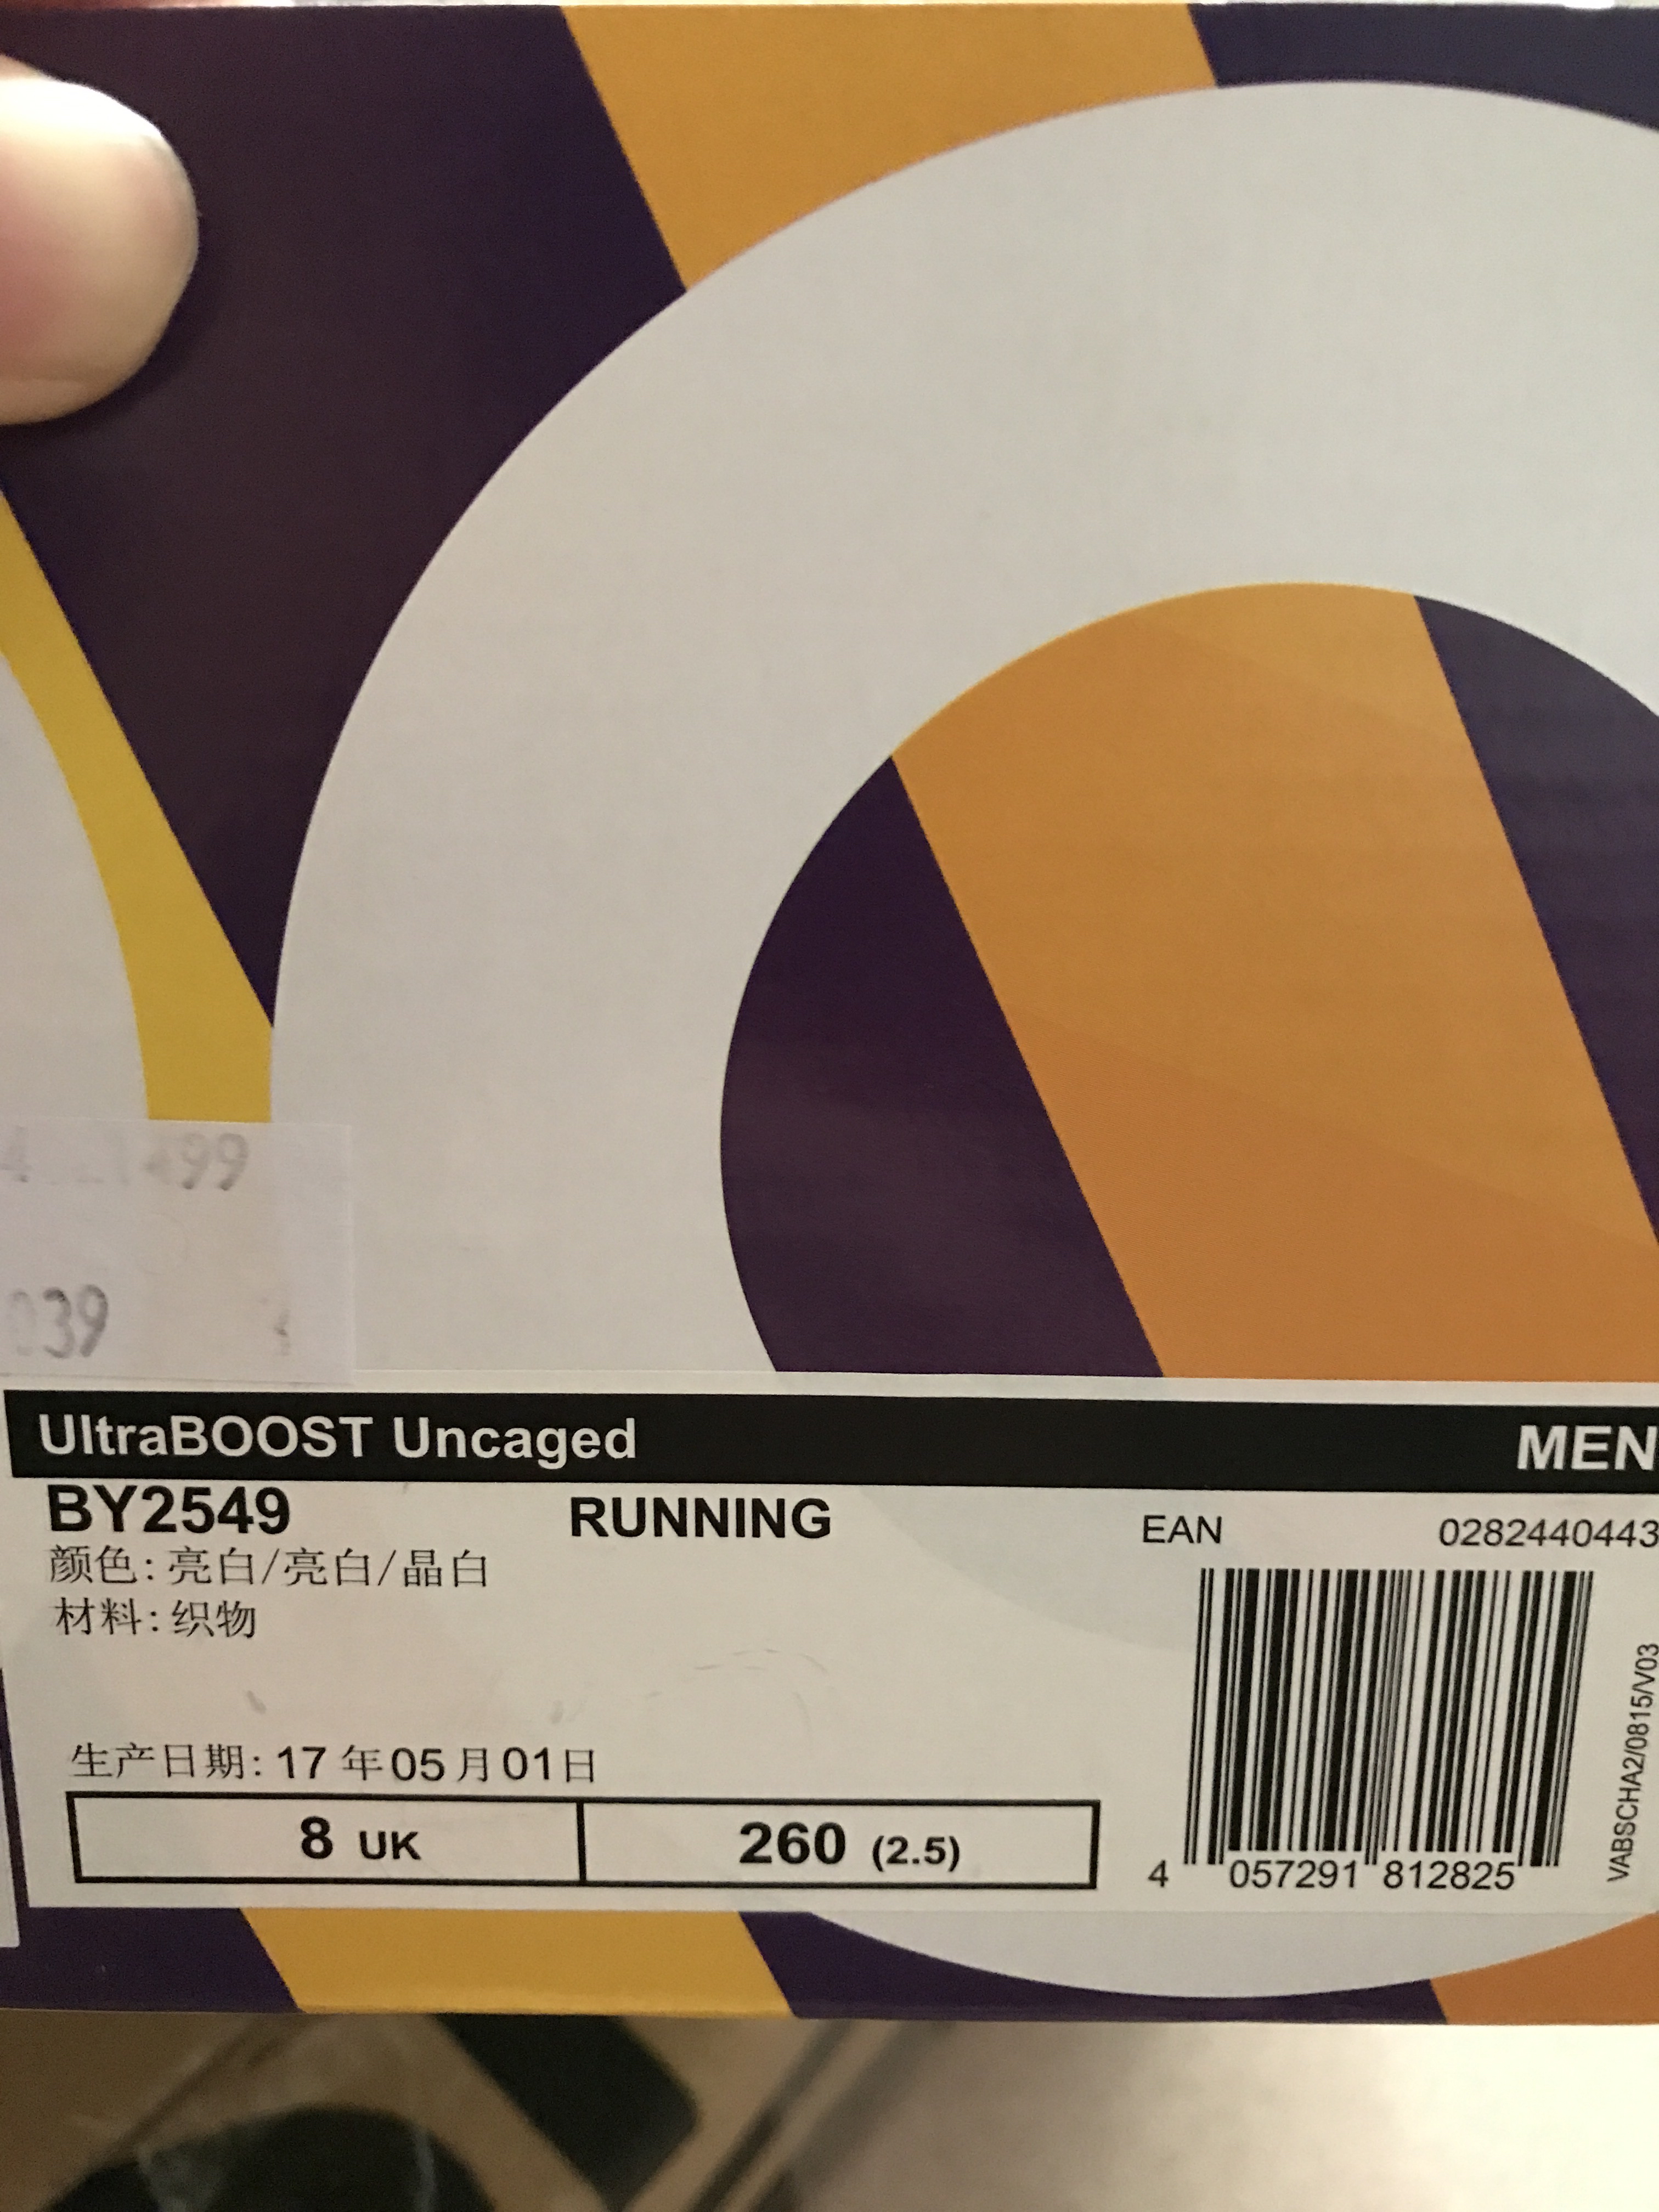 99
039
UltraBOOST Uncaged MEN
BY2549 RUNNING EAN 0282440443
颜色: 亮白/亮白/晶白
材料: 织物
生产日期: 17 年 05 月 01 日
8 UK 260 (2.5)
4 057291 812825
VABSCHA2/0815/V03